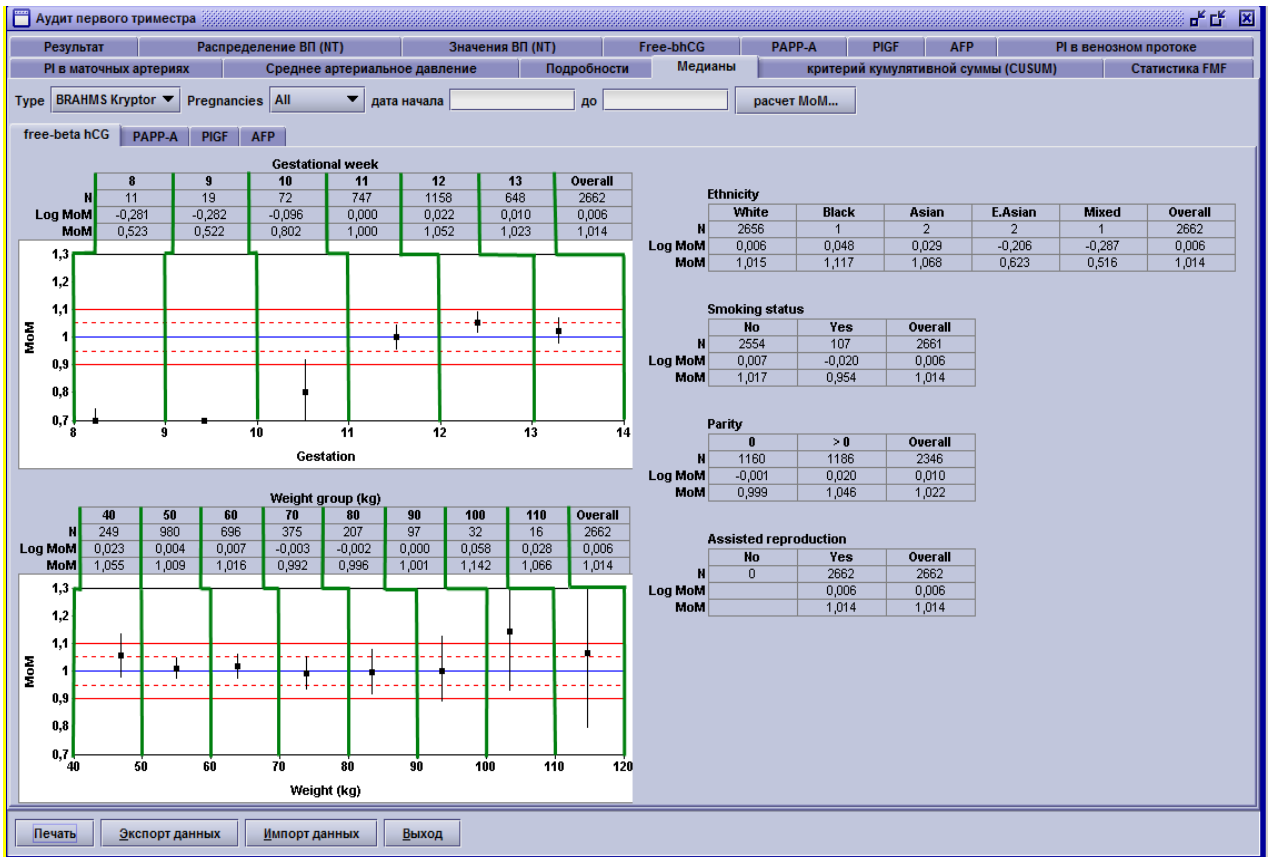 Аудит первого триместра
Результат Распределение ВП (NT) Значения ВП (NT) Free-bhCG PAPP-A PlGF AFP PI в венозном протоке
PI в маточных артериях Среднее артериальное давление Подробности Медианы критерий кумулятивной суммы (CUSUM) Статистика FMF
Type BRAHMS Kryptor Pregnancies All дата начала до расчет MoM...
free-beta hCG PAPP-A PlGF AFP
Gestational week
8 9 10 11 12 13 Overall
N 11 19 72 747 1158 648 2662
Log MoM -0,281 -0,282 -0,096 0,000 0,022 0,010 0,006
MoM 0,523 0,522 0,802 1,000 1,052 1,023 1,014
1,3
1,2
1,1
1
0,9
0,8
0,7
MoM
8 9 10 11 12 13 14
Gestation
Weight group (kg)
40 50 60 70 80 90 100 110 Overall
N 249 980 696 375 207 97 32 16 2662
Log MoM 0,023 0,004 0,007 -0,003 -0,002 0,000 0,058 0,028 0,006
MoM 1,055 1,009 1,016 0,992 0,996 1,001 1,142 1,066 1,014
1,3
1,2
1,1
1
0,9
0,8
0,7
MoM
40 50 60 70 80 90 100 110 120
Weight (kg)
Ethnicity
White Black Asian E.Asian Mixed Overall
N 2656 1 2 2 1 2662
Log MoM 0,006 0,048 0,029 -0,206 -0,287 0,006
MoM 1,015 1,117 1,068 0,623 0,516 1,014
Smoking status
No Yes Overall
N 2554 107 2661
Log MoM 0,007 -0,020 0,006
MoM 1,017 0,954 1,014
Parity
0 > 0 Overall
N 1160 1186 2346
Log MoM -0,001 0,020 0,010
MoM 0,999 1,046 1,022
Assisted reproduction
No Yes Overall
N 0 2662 2662
Log MoM 0,006 0,006
MoM 1,014 1,014
Печать Экспорт данных Импорт данных Выход